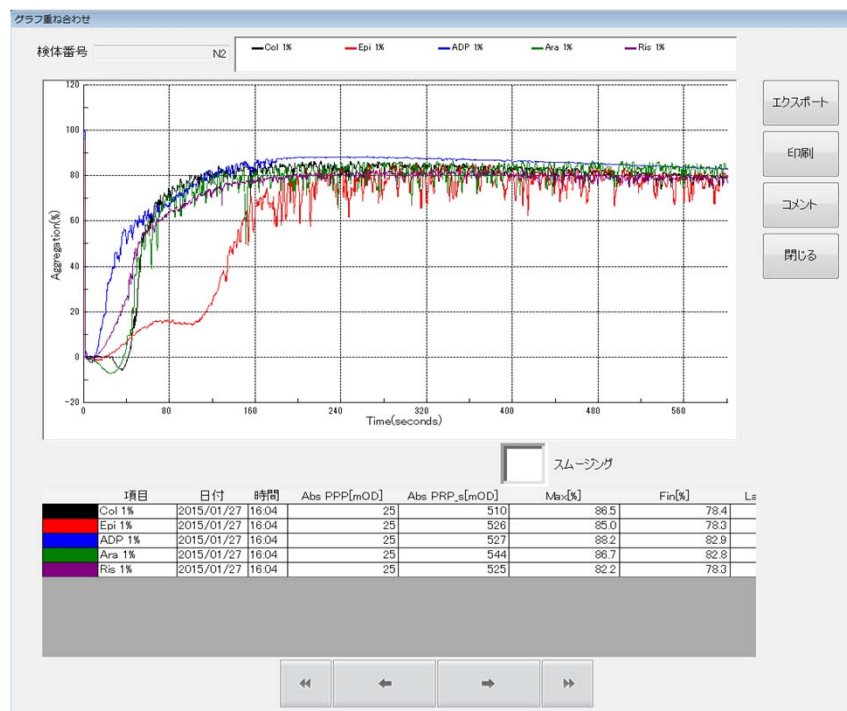 グラフ重ね合わせ
検体番号 N2
Col 1% Epi 1% ADP 1% Ara 1% Ris 1%
エクスポート
印刷
コメント
閉じる
Aggregation(%)
120
100
80
60
40
20
0
-20
0 80 160 240 320 400 480 560
Time(seconds)
スムージング
項目 日付 時間 Abs PPP[mOD] Abs PRP_s[mOD] Max[%] Fin[%] La
Col 1% 2015/01/27 16:04 25 510 86.5 78.4
Epi 1% 2015/01/27 16:04 25 526 85.0 78.3
ADP 1% 2015/01/27 16:04 25 527 88.2 82.9
Ara 1% 2015/01/27 16:04 25 544 86.7 82.8
Ris 1% 2015/01/27 16:04 25 525 82.2 78.3